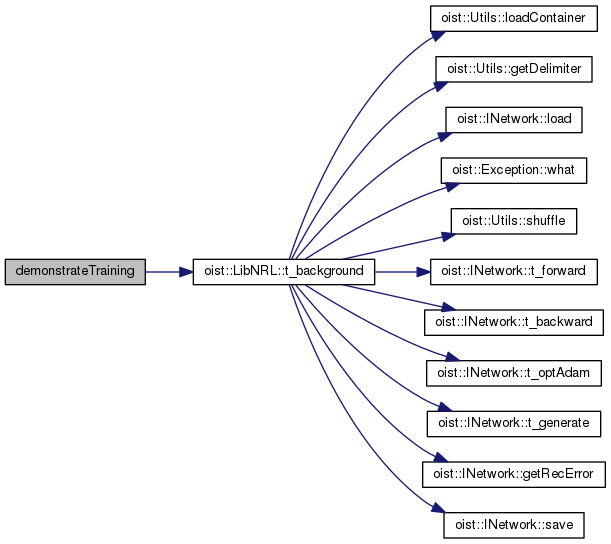 oist::Utils::loadContainer
oist::Utils::getDelimiter
oist::INetwork::load
oist::Exception::what
oist::Utils::shuffle
demonstrateTraining
oist::LibNRL::t_background
oist::INetwork::t_forward
oist::INetwork::t_backward
oist::INetwork::t_optAdam
oist::INetwork::t_generate
oist::INetwork::getRecError
oist::INetwork::save